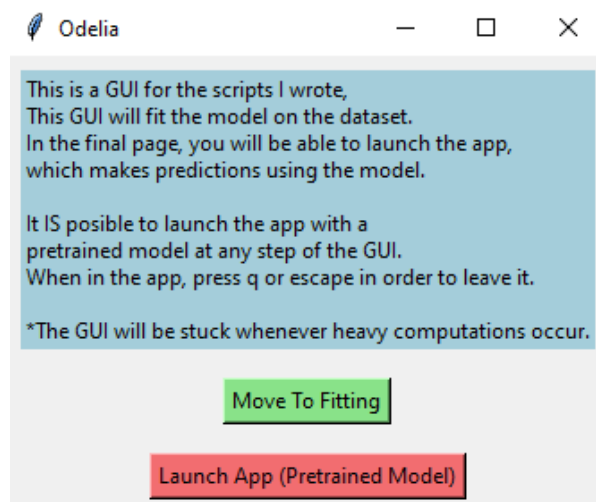 Odelia
This is a GUI for the scripts I wrote,
This GUI will fit the model on the dataset.
In the final page, you will be able to launch the app,
which makes predictions using the model.
It IS posible to launch the app with a
pretrained model at any step of the GUI.
When in the app, press q or escape in order to leave it.
*The GUI will be stuck whenever heavy computations occur.
Move To Fitting
Launch App (Pretrained Model)